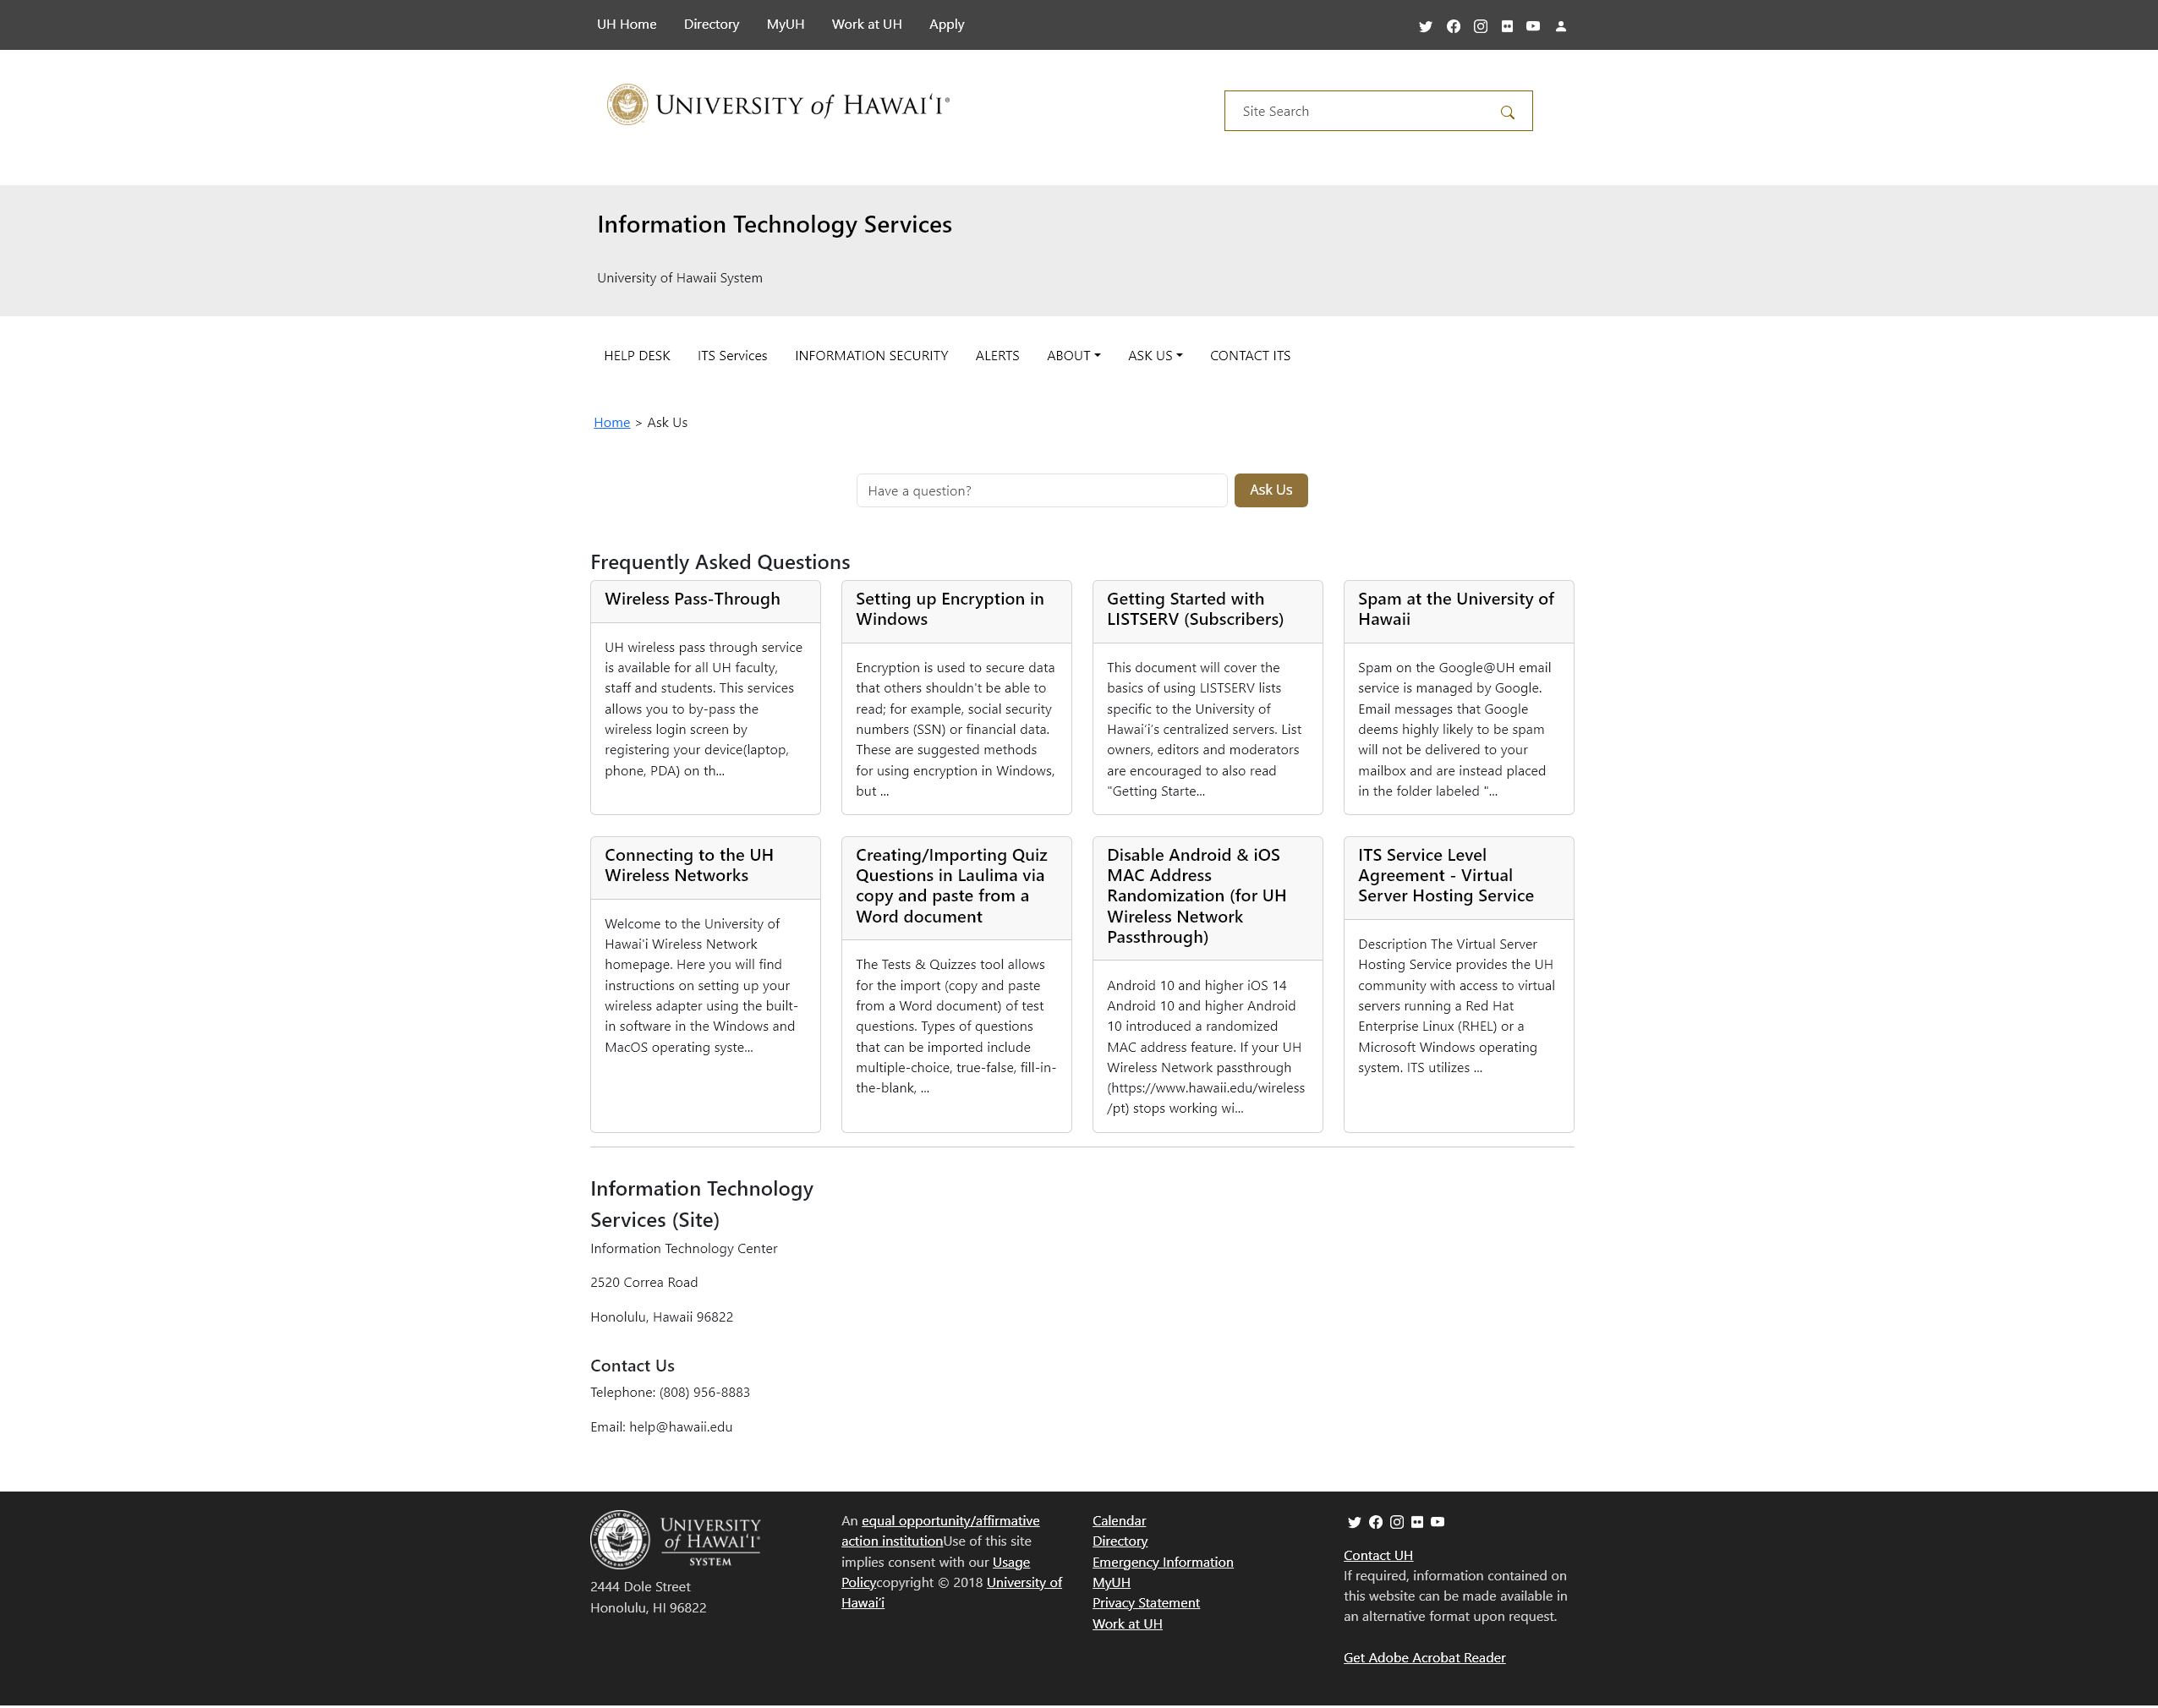 UH Home Directory MyUH Work at UH Apply
UNIVERSITY of HAWAIʻI®
Site Search
Information Technology Services
University of Hawaii System
HELP DESK ITS Services INFORMATION SECURITY ALERTS ABOUT ASK US CONTACT ITS
Home > Ask Us
Have a question? Ask Us
Frequently Asked Questions
Wireless Pass-Through
UH wireless pass through service
is available for all UH faculty,
staff and students. This services
allows you to by-pass the
wireless login screen by
registering your device(laptop,
phone, PDA) on th...
Setting up Encryption in
Windows
Encryption is used to secure data
that others shouldn't be able to
read; for example, social security
numbers (SSN) or financial data.
These are suggested methods
for using encryption in Windows,
but ...
Getting Started with
LISTSERV (Subscribers)
This document will cover the
basics of using LISTSERV lists
specific to the University of
Hawai‘i’s centralized servers. List
owners, editors and moderators
are encouraged to also read
"Getting Starte...
Spam at the University of
Hawaii
Spam on the Google@UH email
service is managed by Google.
Email messages that Google
deems highly likely to be spam
will not be delivered to your
mailbox and are instead placed
in the folder labeled "...
Connecting to the UH
Wireless Networks
Welcome to the University of
Hawai‘i Wireless Network
homepage. Here you will find
instructions on setting up your
wireless adapter using the built-
in software in the Windows and
MacOS operating syste...
Creating/Importing Quiz
Questions in Laulima via
copy and paste from a
Word document
The Tests & Quizzes tool allows
for the import (copy and paste
from a Word document) of test
questions. Types of questions
that can be imported include
multiple-choice, true-false, fill-in-
the-blank, ...
Disable Android & iOS
MAC Address
Randomization (for UH
Wireless Network
Passthrough)
Android 10 and higher iOS 14
Android 10 and higher Android
10 introduced a randomized
MAC address feature. If your UH
Wireless Network passthrough
(https://www.hawaii.edu/wireless
/pt) stops working wi...
ITS Service Level
Agreement - Virtual
Server Hosting Service
Description The Virtual Server
Hosting Service provides the UH
community with access to virtual
servers running a Red Hat
Enterprise Linux (RHEL) or a
Microsoft Windows operating
system. ITS utilizes ...
Information Technology
Services (Site)
Information Technology Center
2520 Correa Road
Honolulu, Hawaii 96822
Contact Us
Telephone: (808) 956-8883
Email: help@hawaii.edu
UNIVERSITY
of HAWAIʻI®
SYSTEM
2444 Dole Street
Honolulu, HI 96822
An equal opportunity/affirmative
action institutionUse of this site
implies consent with our Usage
Policycopyright © 2018 University of
Hawai‘i
Calendar
Directory
Emergency Information
MyUH
Privacy Statement
Work at UH
Contact UH
If required, information contained on
this website can be made available in
an alternative format upon request.
Get Adobe Acrobat Reader